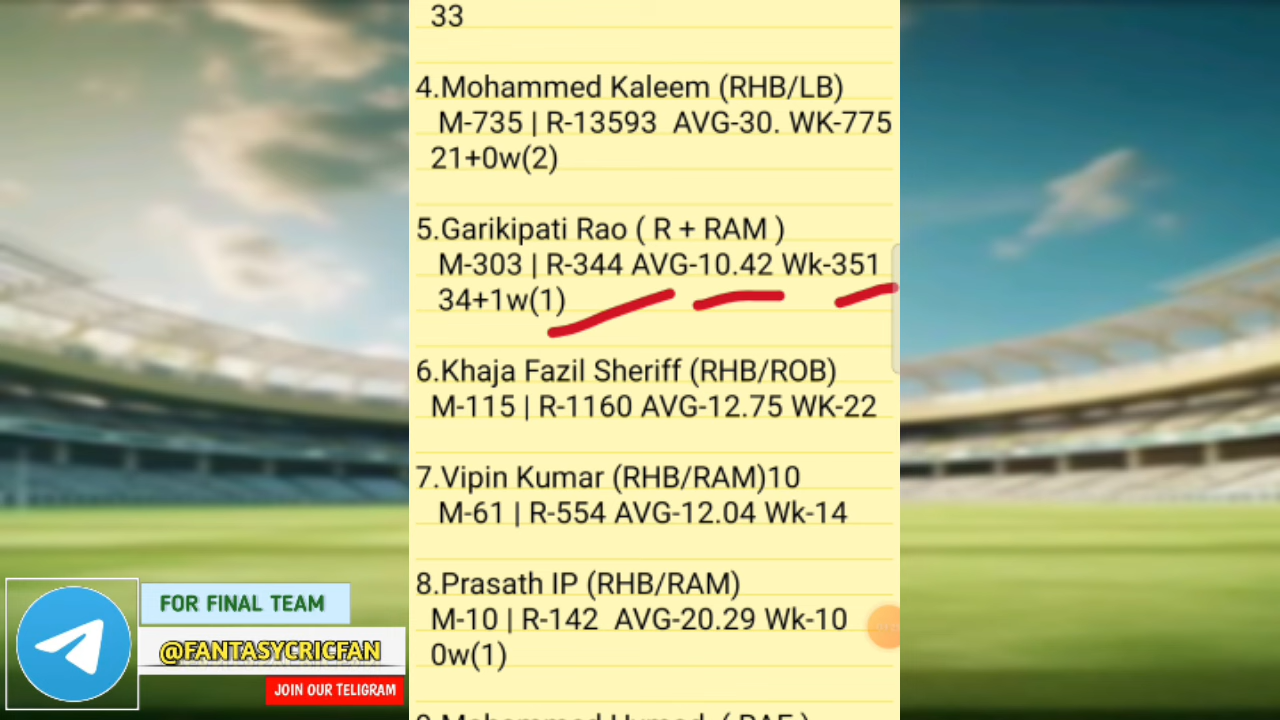 33
4.Mohammed Kaleem (RHB/LB)
M-735 | R-13593 AVG-30. WK-775
21+0w(2)
5.Garikipati Rao ( R + RAM )
M-303 | R-344 AVG-10.42 Wk-351
34+1w(1)
6.Khaja Fazil Sheriff (RHB/ROB)
M-115 | R-1160 AVG-12.75 WK-22
7.Vipin Kumar (RHB/RAM)10
M-61 | R-554 AVG-12.04 Wk-14
8.Prasath IP (RHB/RAM)
M-10 | R-142 AVG-20.29 Wk-10
0w(1)
FOR FINAL TEAM
@FANTASYCRICFAN
JOIN OUR TELIGRAM